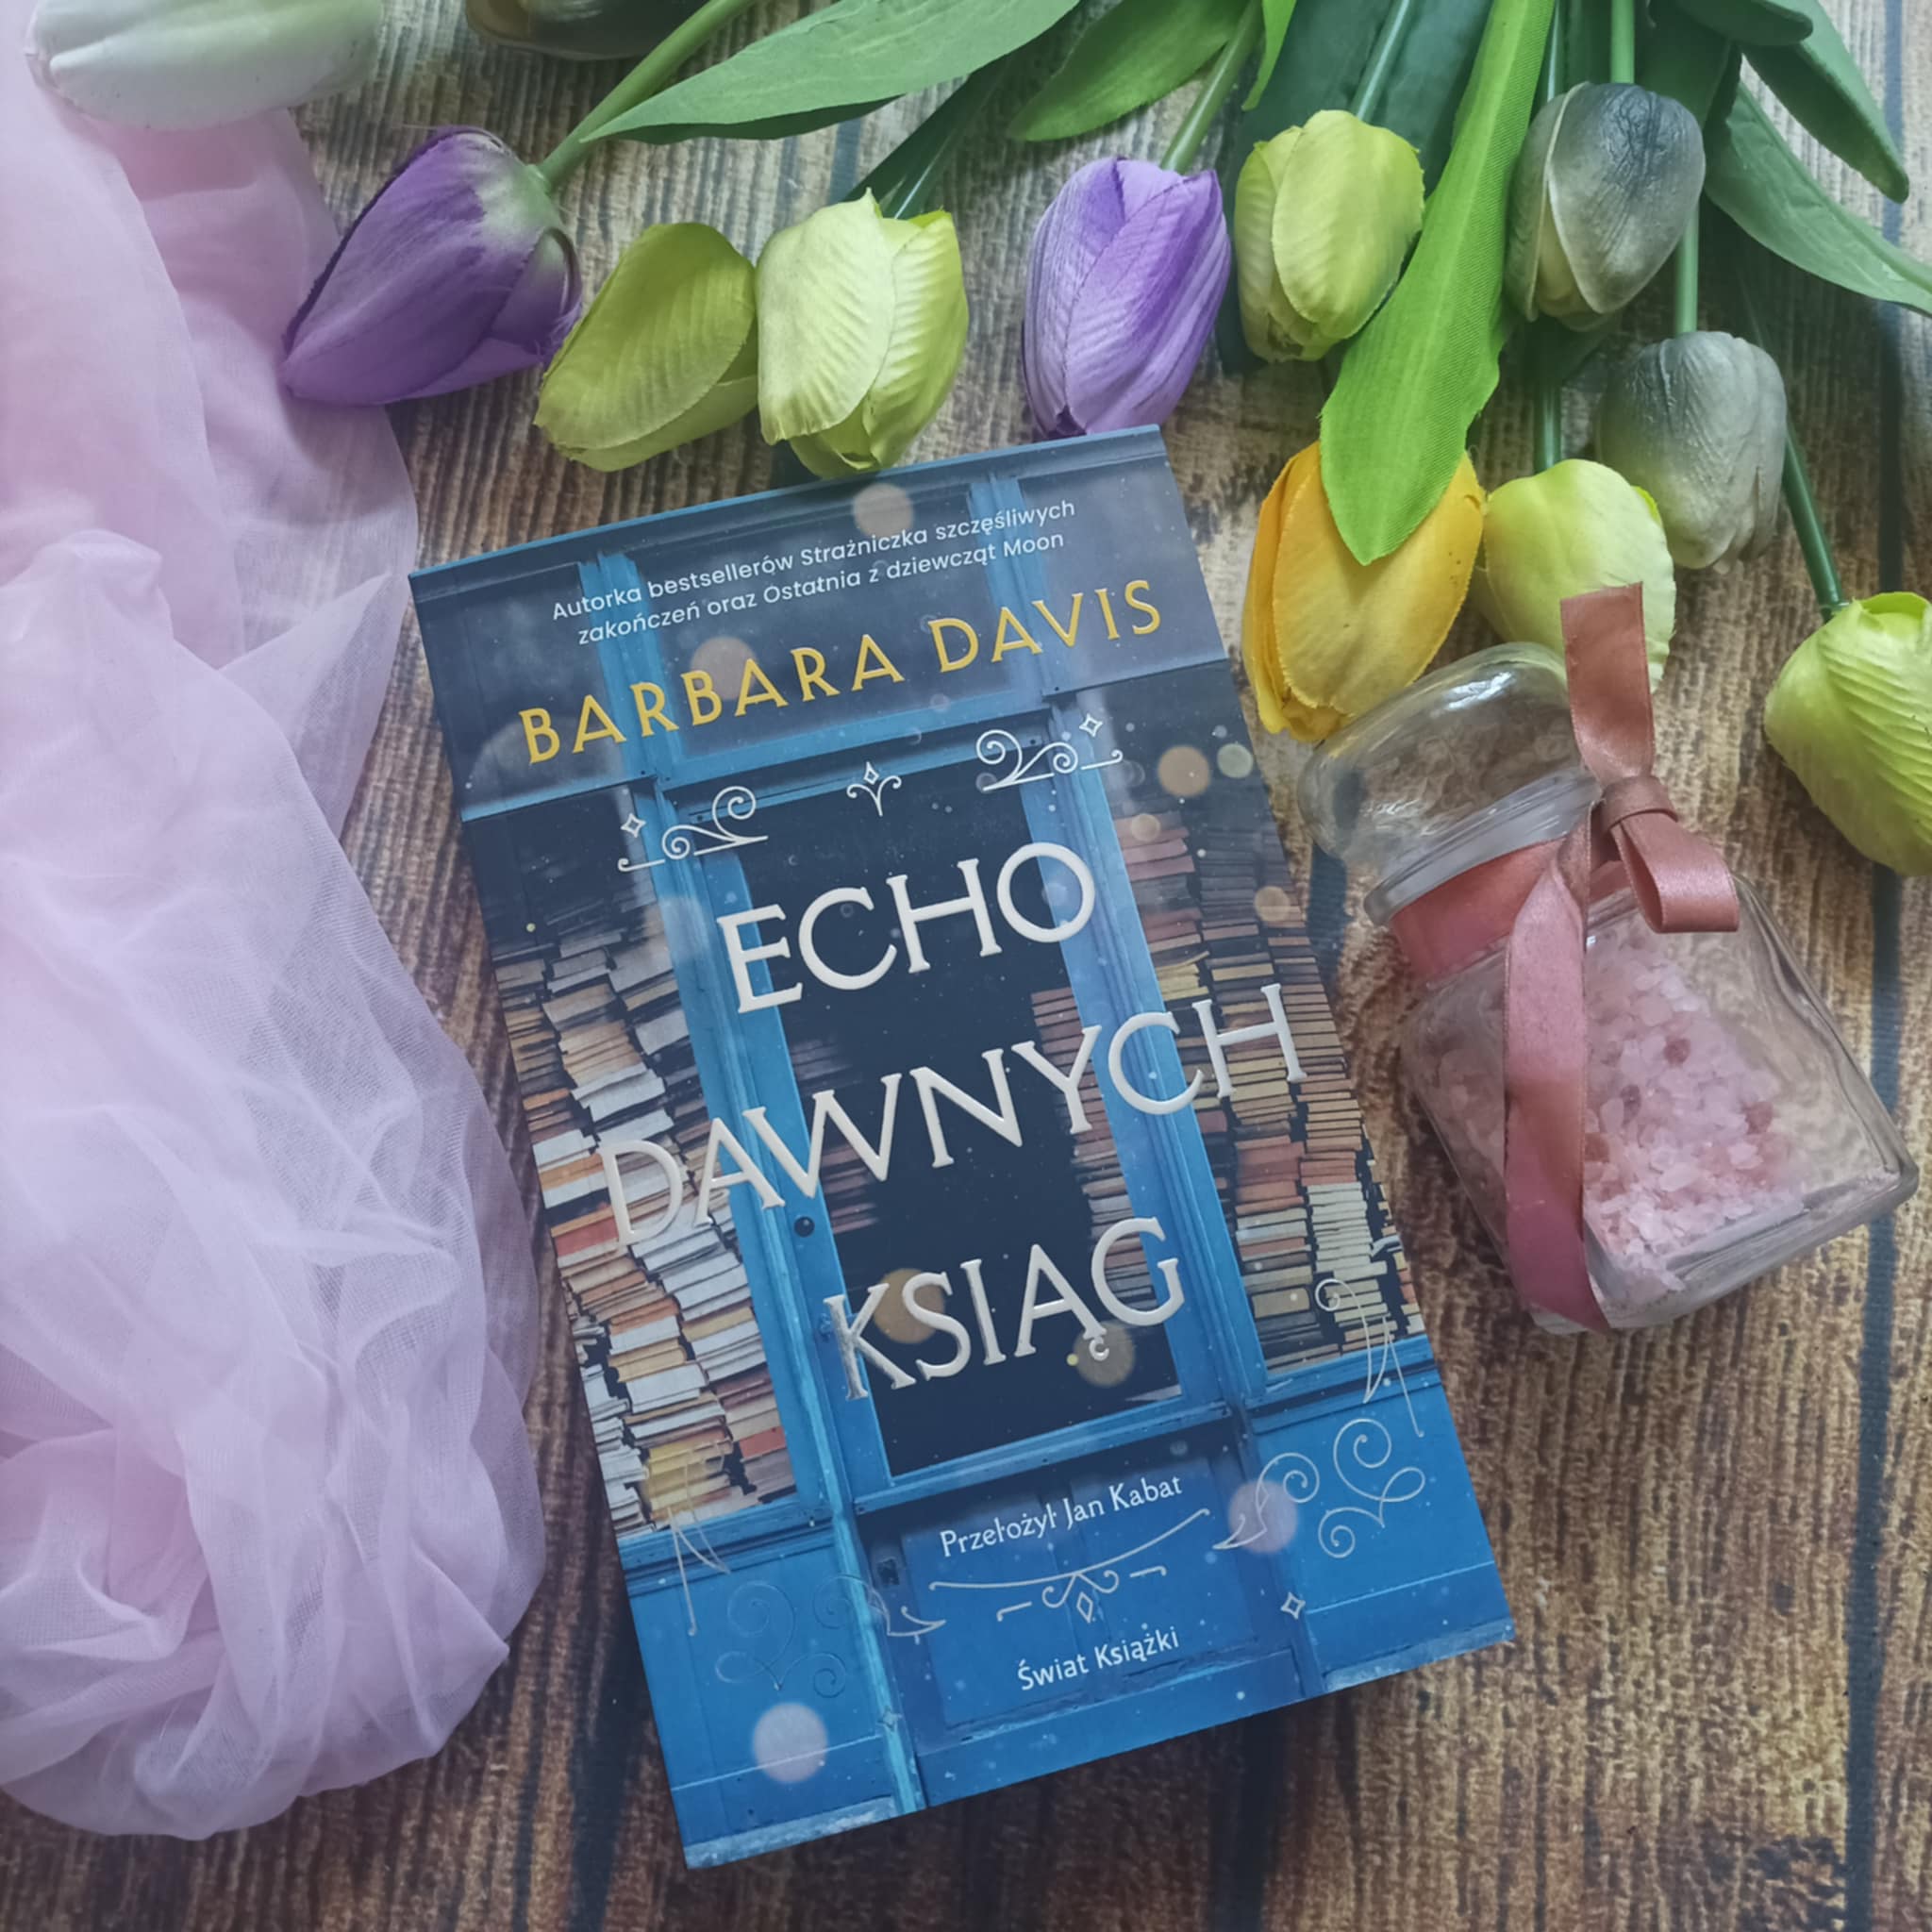 Autorka bestsellerów Strażniczka szczęśliwych
zakończeń oraz Ostatnia z dziewcząt Moon
BARBARA DAVIS
ECHO
DAWNYCH
KSIĄG
Przełożył Jan Kabat
Świat Książki